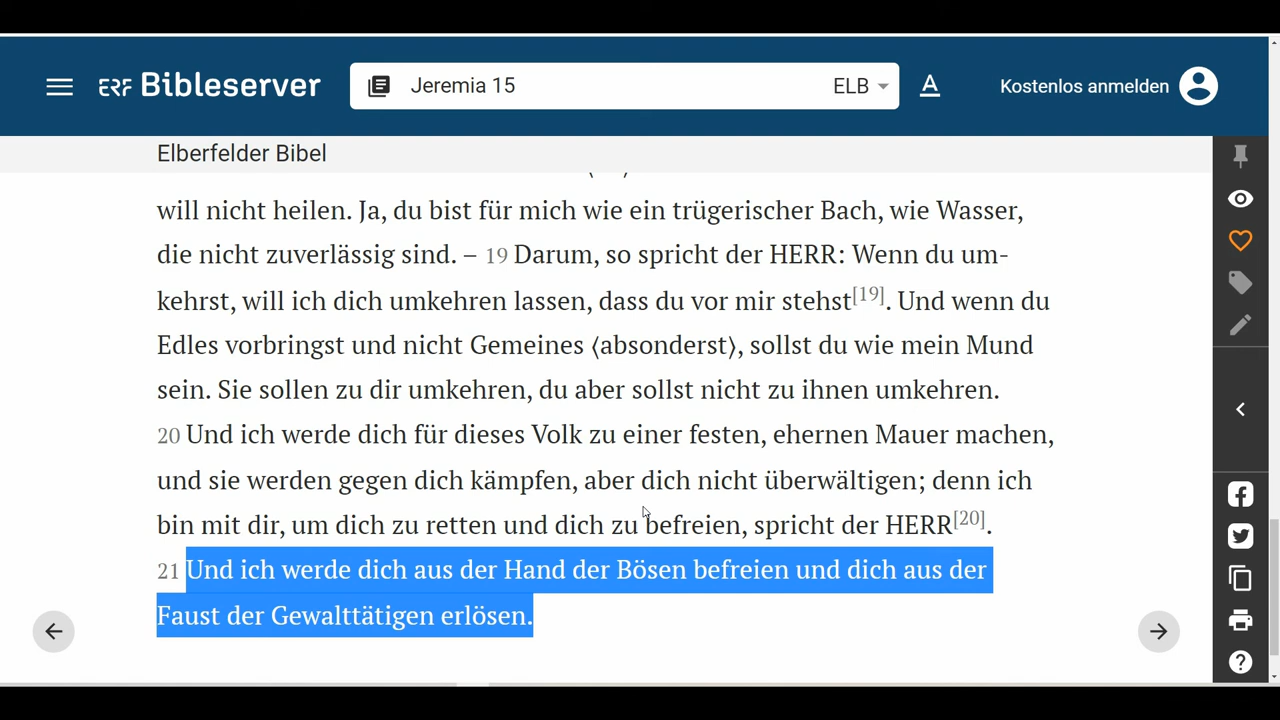 ERF Bibleserver
Jeremia 15
ELB
A
Kostenlos anmelden
Elberfelder Bibel
will nicht heilen. Ja, du bist für mich wie ein trügerischer Bach, wie Wasser,
die nicht zuverlässig sind. – 19 Darum, so spricht der HERR: Wenn du um-
kehrst, will ich dich umkehren lassen, dass du vor mir stehst[19]. Und wenn du
Edles vorbringst und nicht Gemeines ⟨absonderst⟩, sollst du wie mein Mund
sein. Sie sollen zu dir umkehren, du aber sollst nicht zu ihnen umkehren.
20 Und ich werde dich für dieses Volk zu einer festen, ehernen Mauer machen,
und sie werden gegen dich kämpfen, aber dich nicht überwältigen; denn ich
bin mit dir, um dich zu retten und dich zu befreien, spricht der HERR[20].
21 Und ich werde dich aus der Hand der Bösen befreien und dich aus der
Faust der Gewalttätigen erlösen.